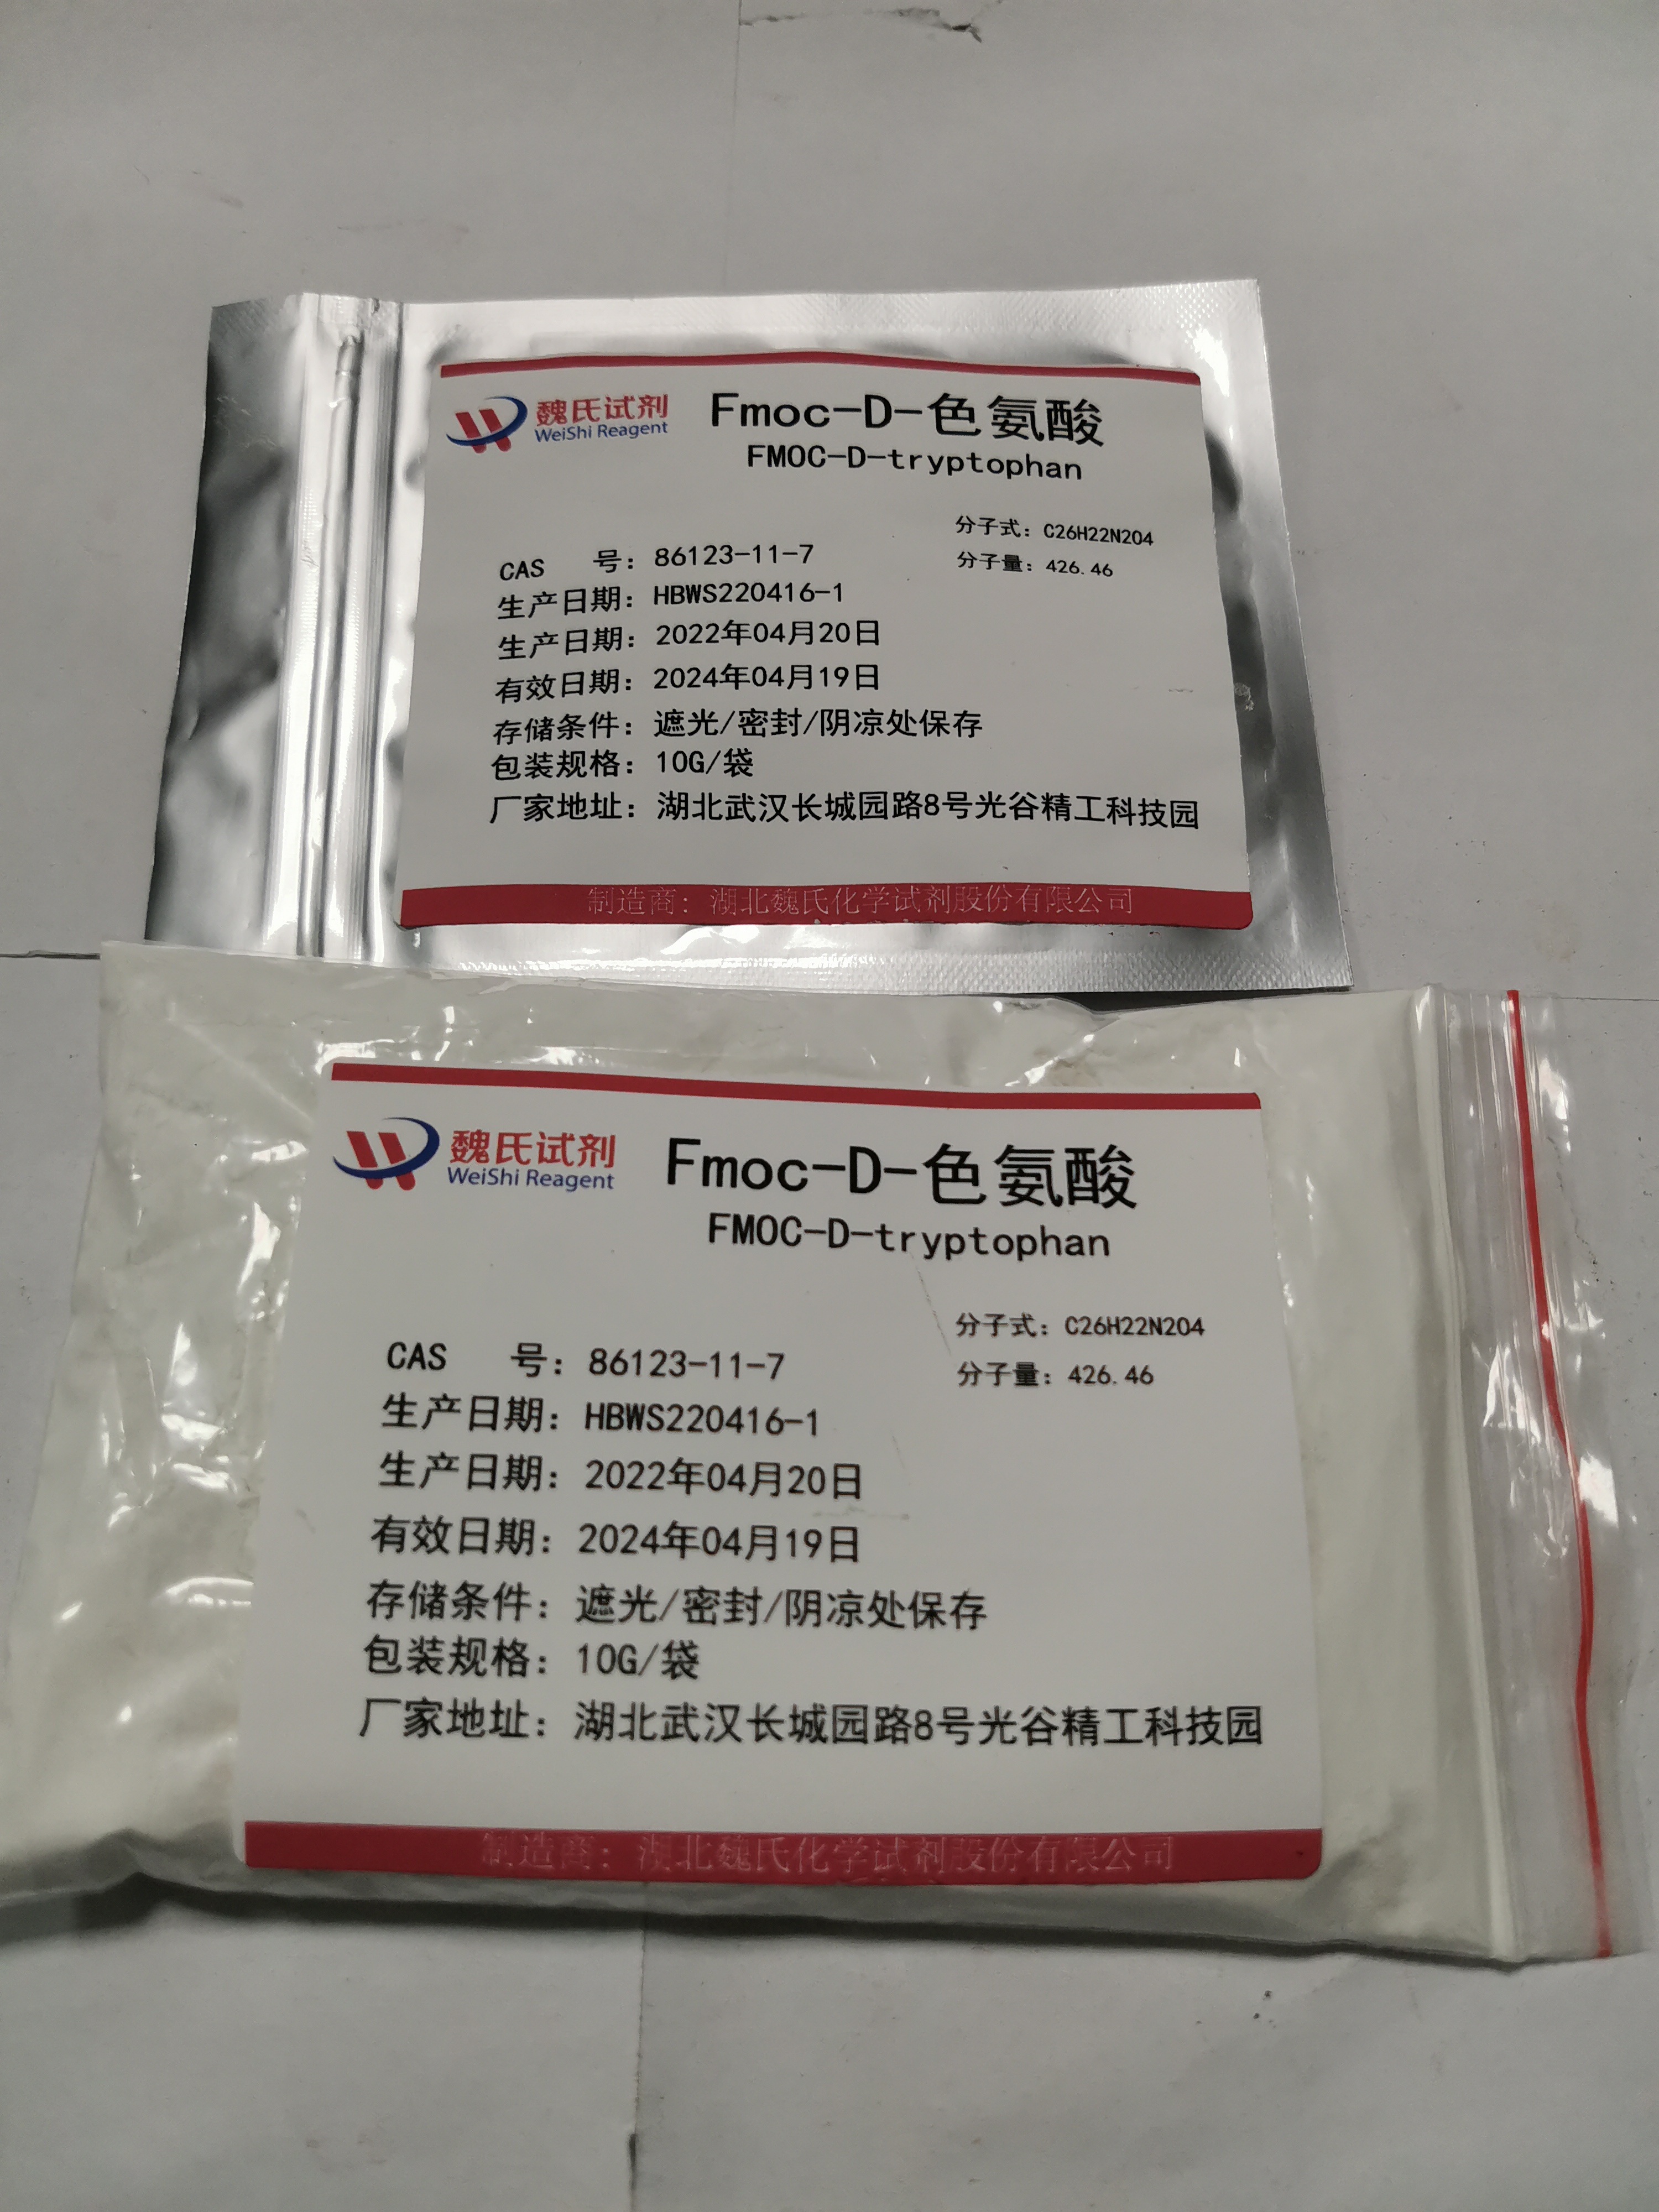 魏氏试剂
WeiShi Reagent
Fmoc-D-色氨酸
FMOC-D-tryptophan
分子式：C26H22N2O4
分子量：426.46
CAS 号：86123-11-7
生产日期：HBWS220416-1
生产日期：2022年04月20日
有效日期：2024年04月19日
存储条件：遮光/密封/阴凉处保存
包装规格：10G/袋
厂家地址：湖北武汉长城园路8号光谷精工科技园
制造商：湖北魏氏化学试剂股份有限公司
魏氏试剂
WeiShi Reagent
Fmoc-D-色氨酸
FMOC-D-tryptophan
分子式：C26H22N2O4
分子量：426.46
CAS 号：86123-11-7
生产日期：HBWS220416-1
生产日期：2022年04月20日
有效日期：2024年04月19日
存储条件：遮光/密封/阴凉处保存
包装规格：10G/袋
厂家地址：湖北武汉长城园路8号光谷精工科技园
制造商：湖北魏氏化学试剂股份有限公司